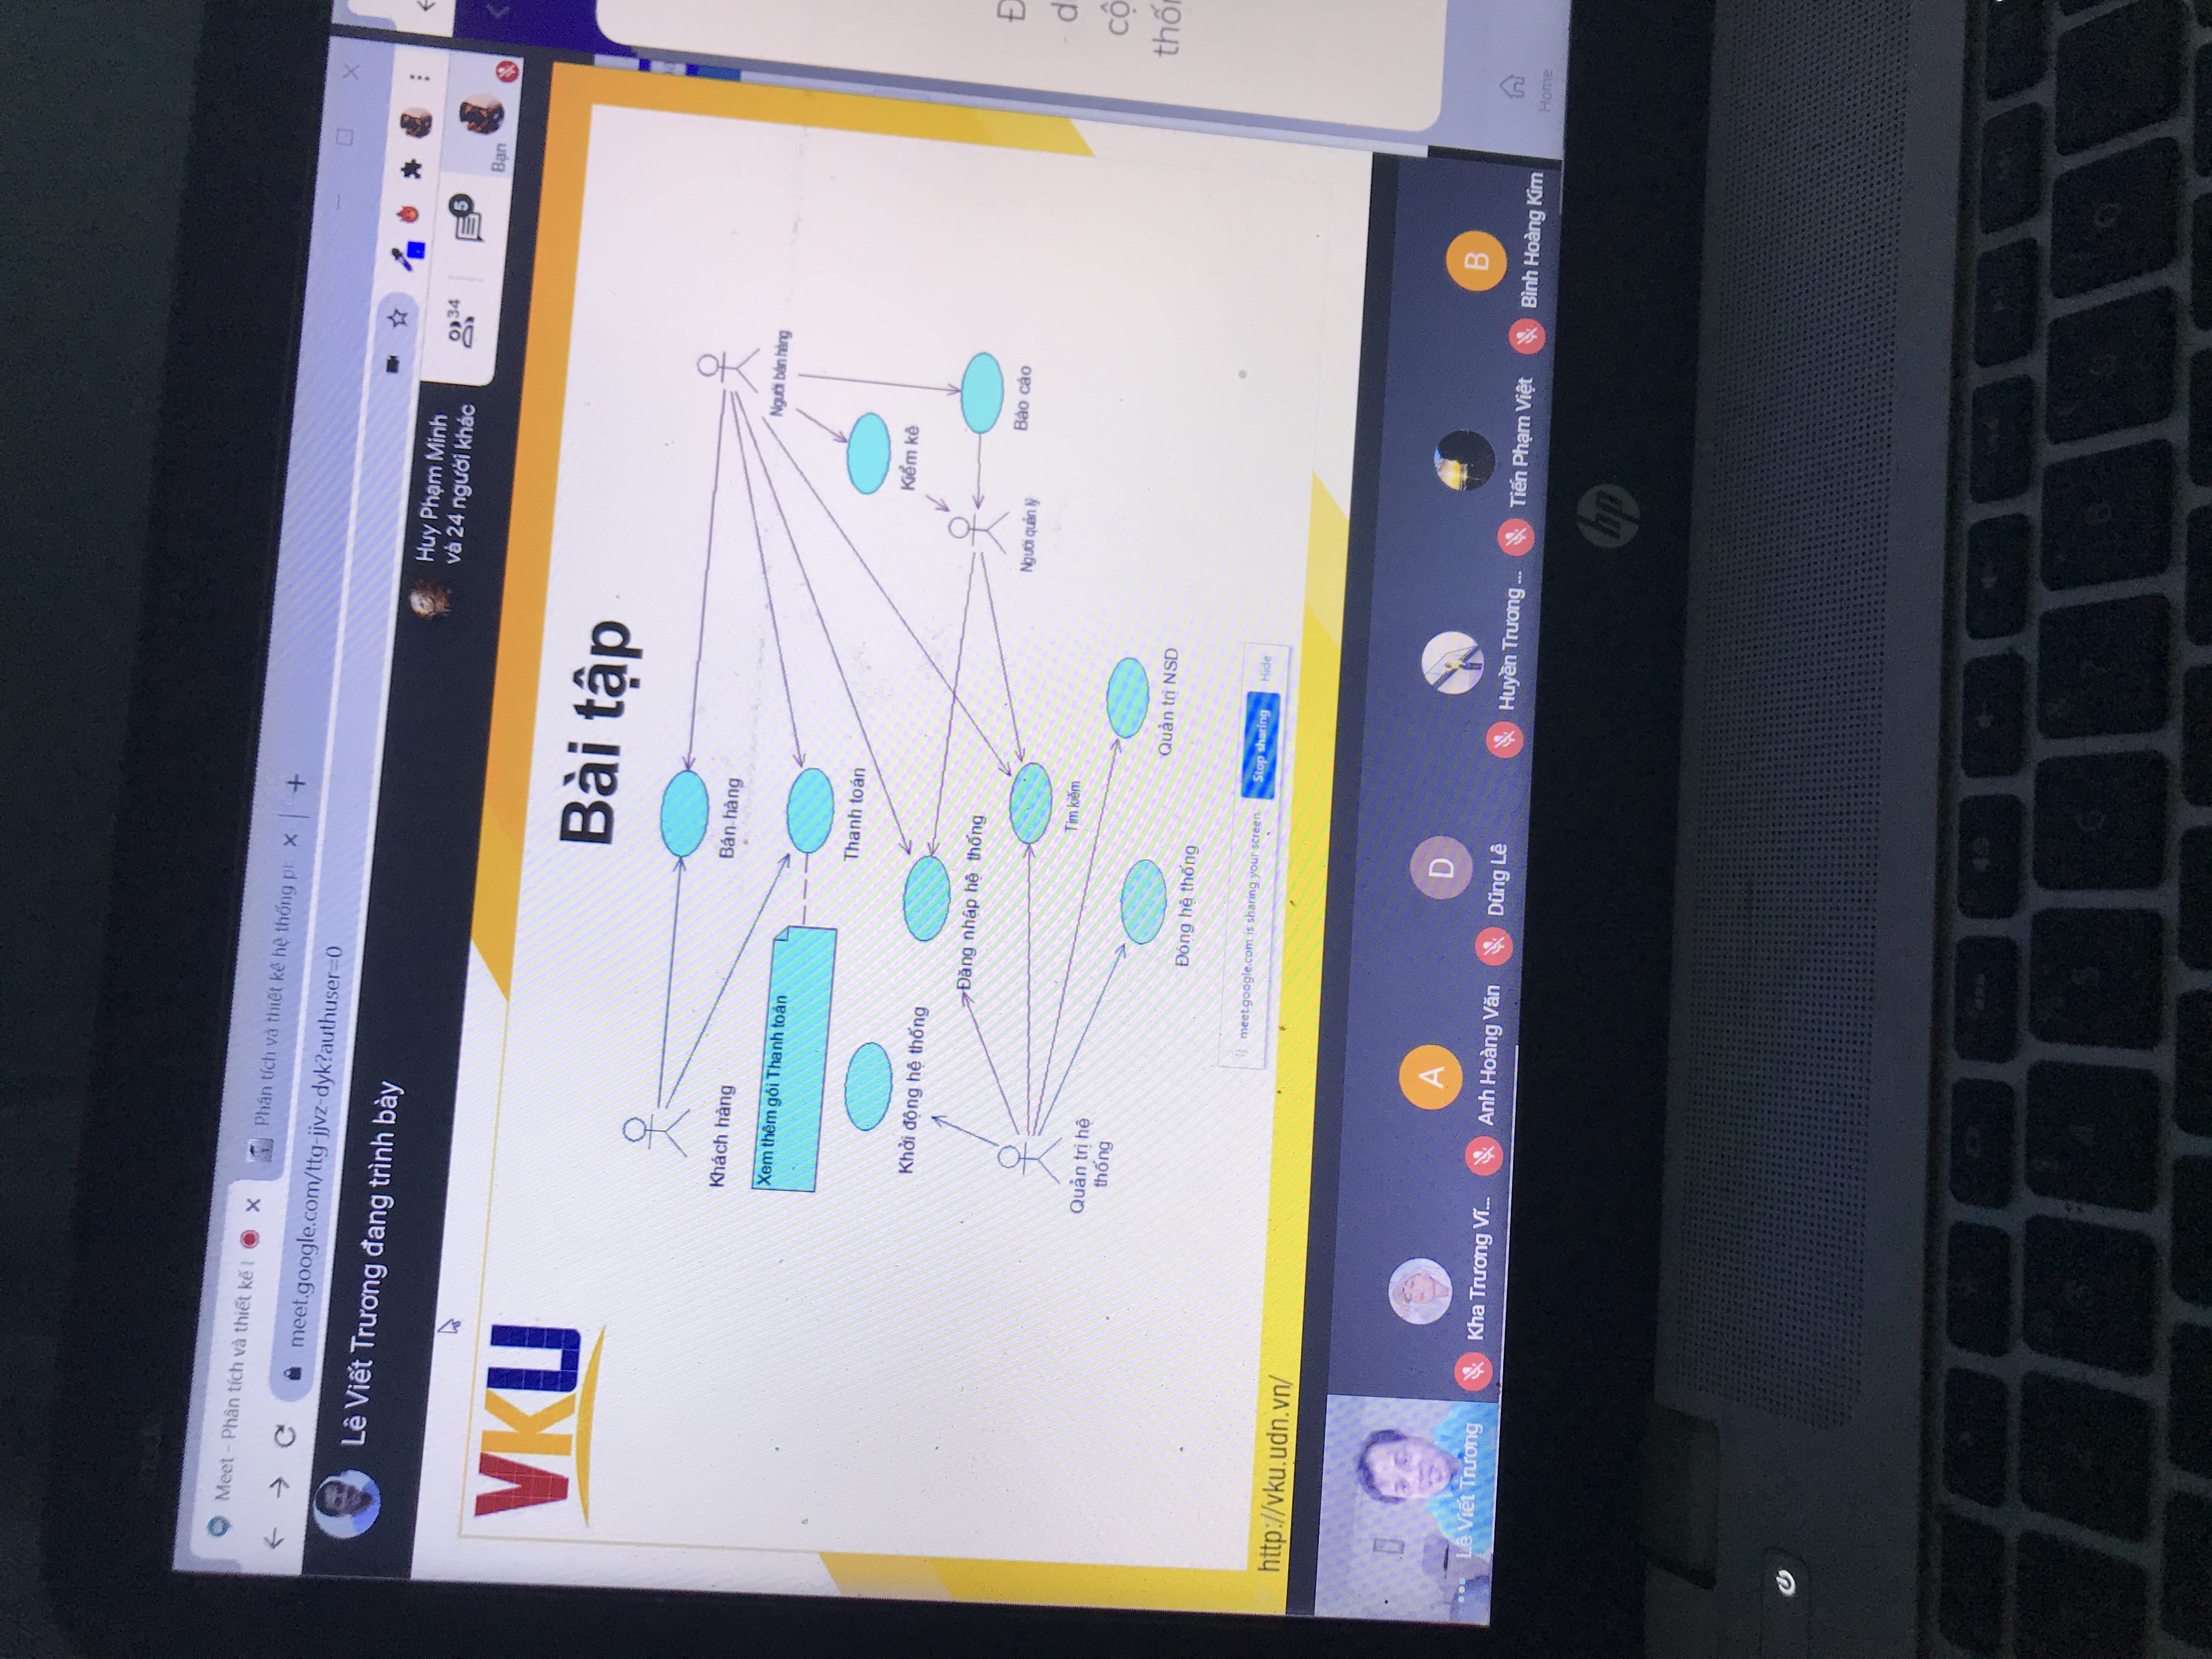 Meet - Phân tích và thiết kế
Phân tích và thiết kế hệ thống
meet.google.com/ttg-jjvz-dyk?authuser=0
Lê Viết Trương đang trình bày
Huy Phạm Minh
và 24 người khác
34
5
Bạn
VKU
Bài tập
Khách hàng
Bán hàng
Người bán hàng
Xem thêm gói Thanh toán
Thanh toán
Khởi động hệ thống
Kiểm kê
Đăng nhập hệ thống
Người quản lý
Báo cáo
Quản trị hệ
thống
Tìm kiếm
Đóng hệ thống
Quản trị NSD
meet.google.com is sharing your screen.
Stop sharing
Hide
http://vku.udn.vn/
Lê Viết Trương
Kha Trương Vĩ...
A
Anh Hoàng Văn
D
Dũng Lê
Huyền Trương ...
Tiến Phạm Việt
B
Bình Hoàng Kim
Home
hp